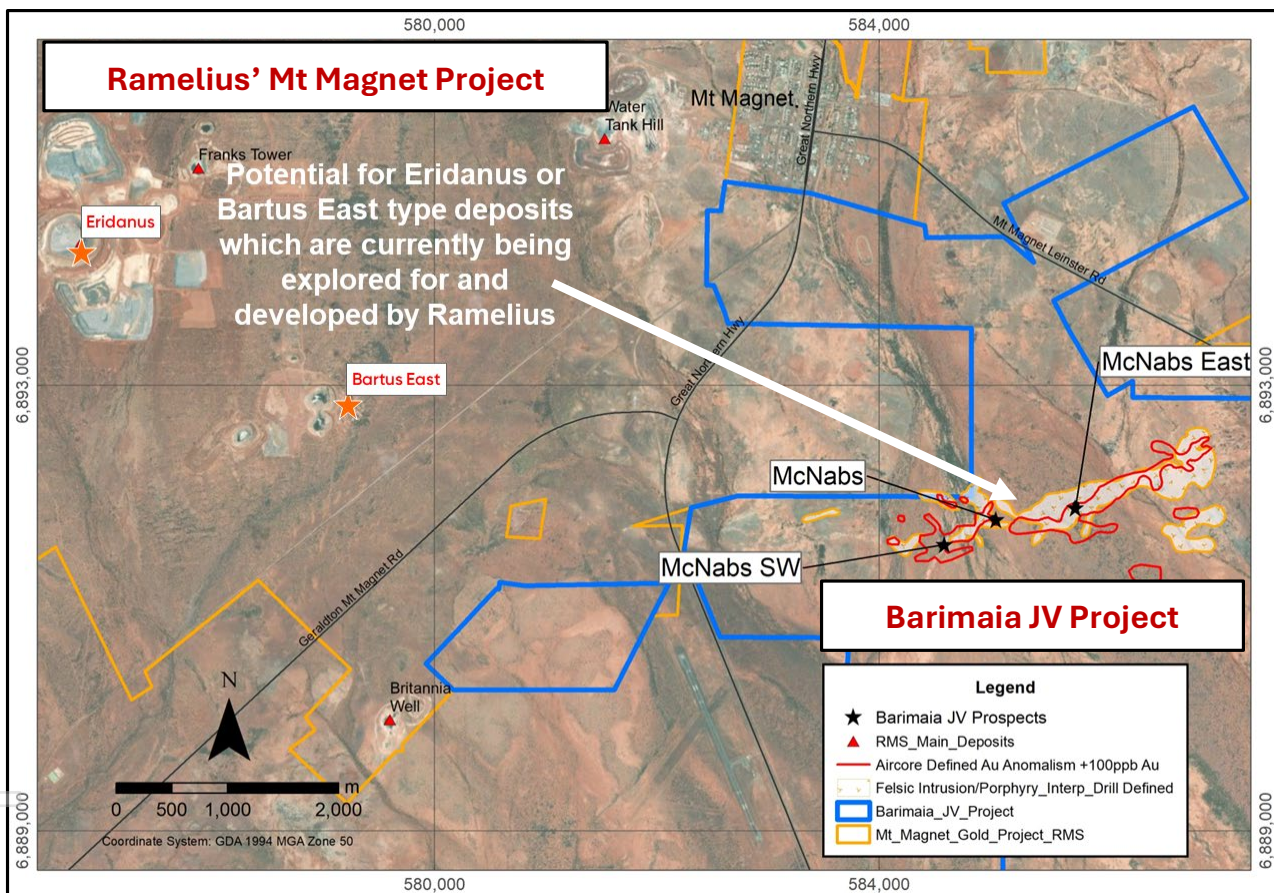 580,000
584,000
Ramelius’ Mt Magnet Project
Water
Tank Hill
Mt Magnet
Great Northern Hwy
Franks Tower
Potential for Eridanus or
Bartus East type deposits
which are currently being
explored for and
developed by Ramelius
Eridanus
Mt Magnet Leinster Rd
Great Northern Hwy
6,893,000
6,893,000
McNabs East
Bartus East
McNabs
McNabs SW
Geraldton Mt Magnet Rd
Barimaia JV Project
Britannia
Well
N
0 500 1,000 2,000 m
Coordinate System: GDA 1994 MGA Zone 50
Legend
Barimaia JV Prospects
RMS_Main_Deposits
Aircore Defined Au Anomalism +100ppb Au
Felsic Intrusion/Porphyry_Interp_Drill Defined
Barimaia_JV_Project
Mt_Magnet_Gold_Project_RMS
6,889,000
6,889,000
580,000
584,000